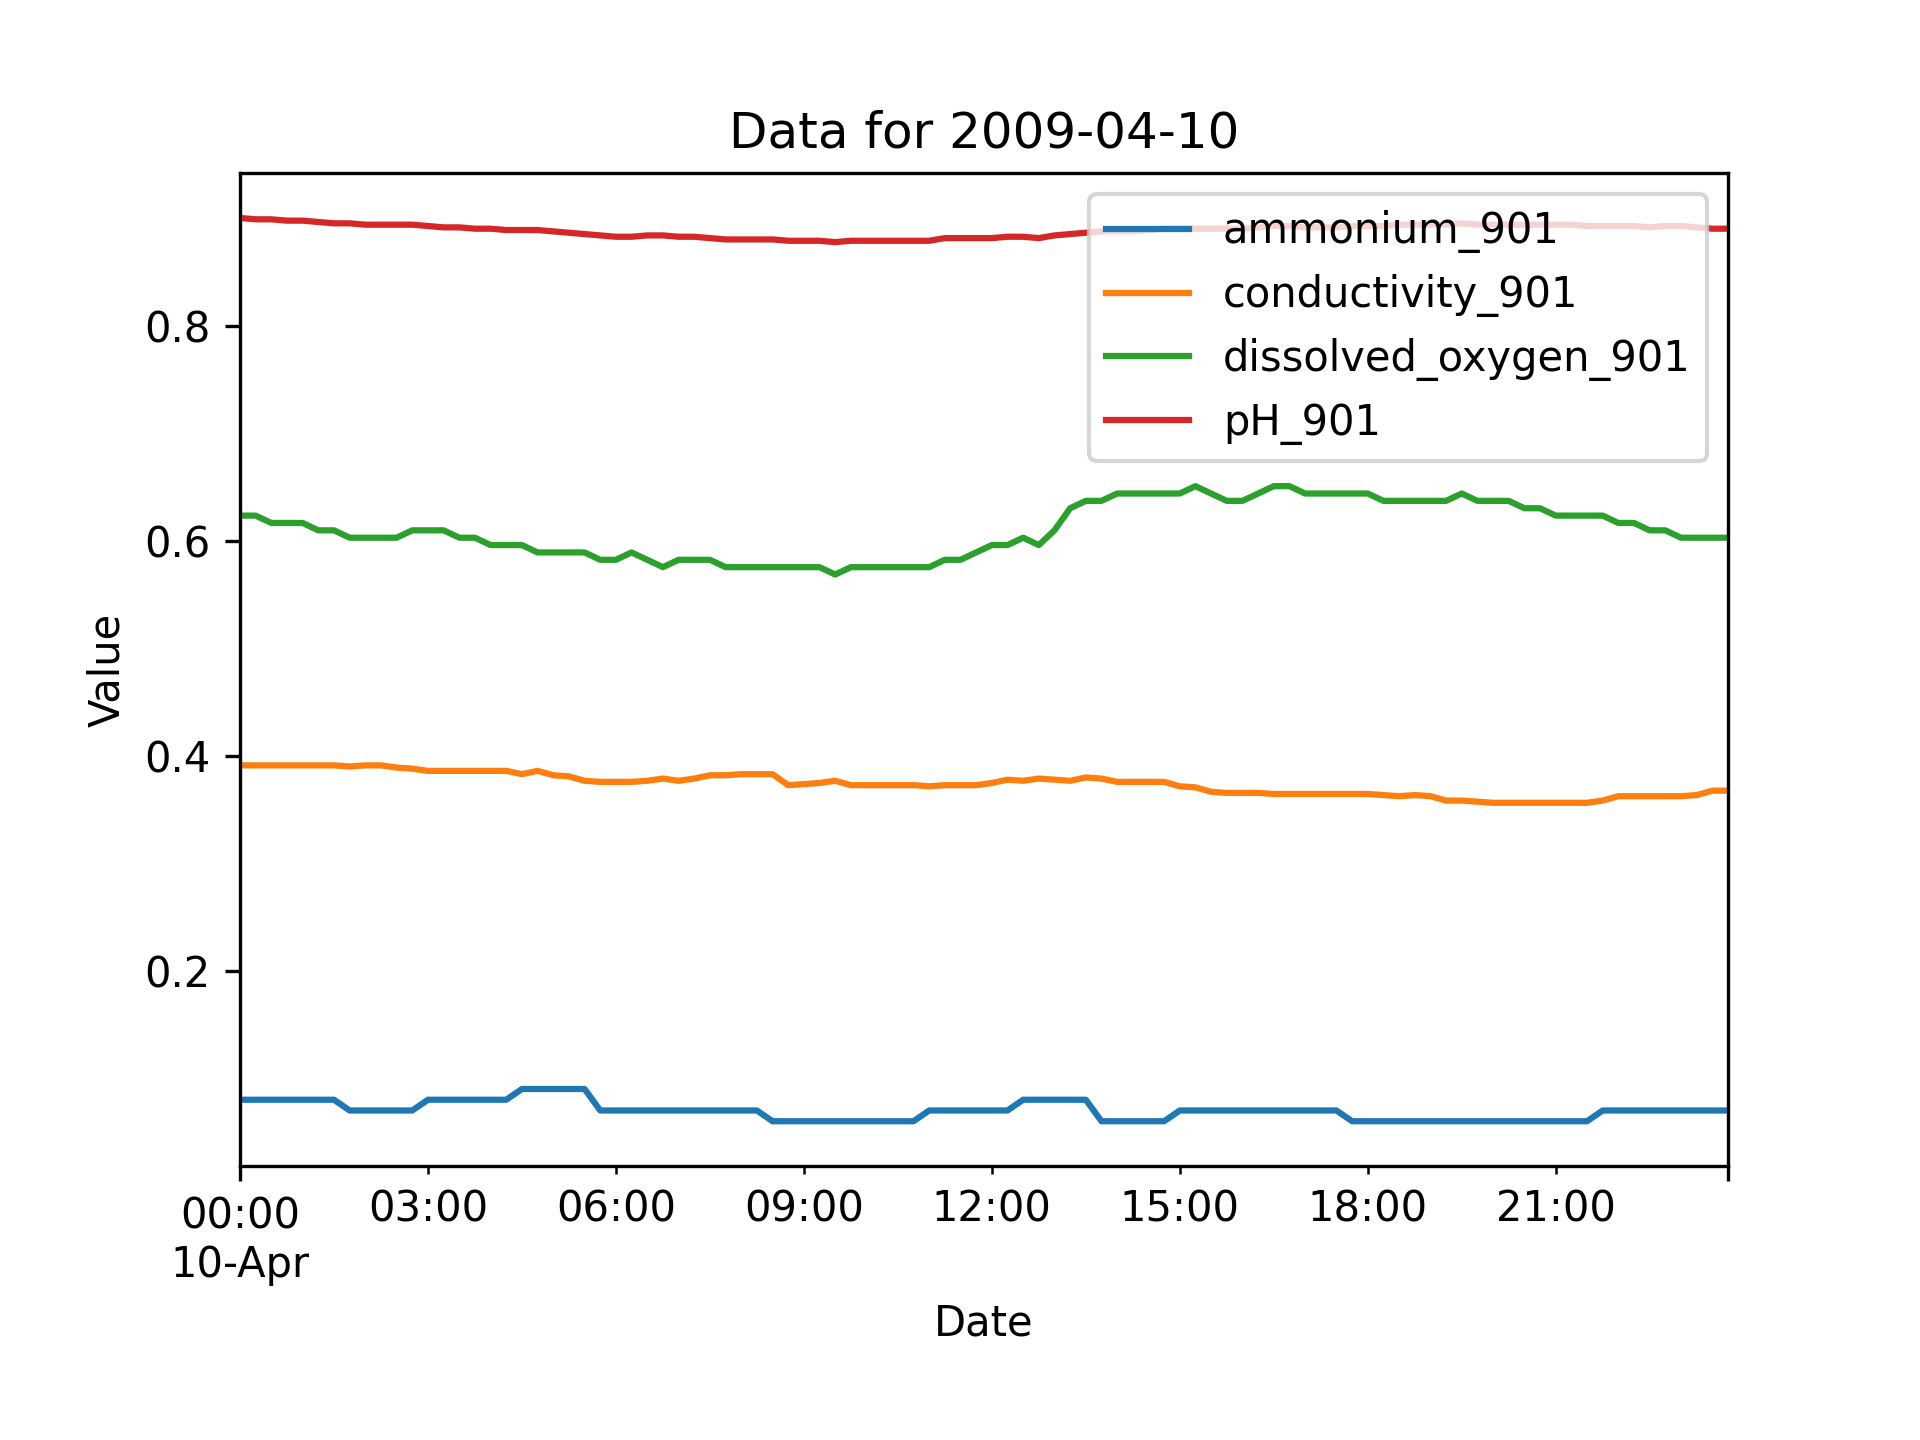 Data for 2009-04-10
ammonium_901
conductivity_901
dissolved_oxygen_901
pH_901
0.8
0.6
0.4
0.2
Value
00:00 03:00 06:00 09:00 12:00 15:00 18:00 21:00
10-Apr
Date